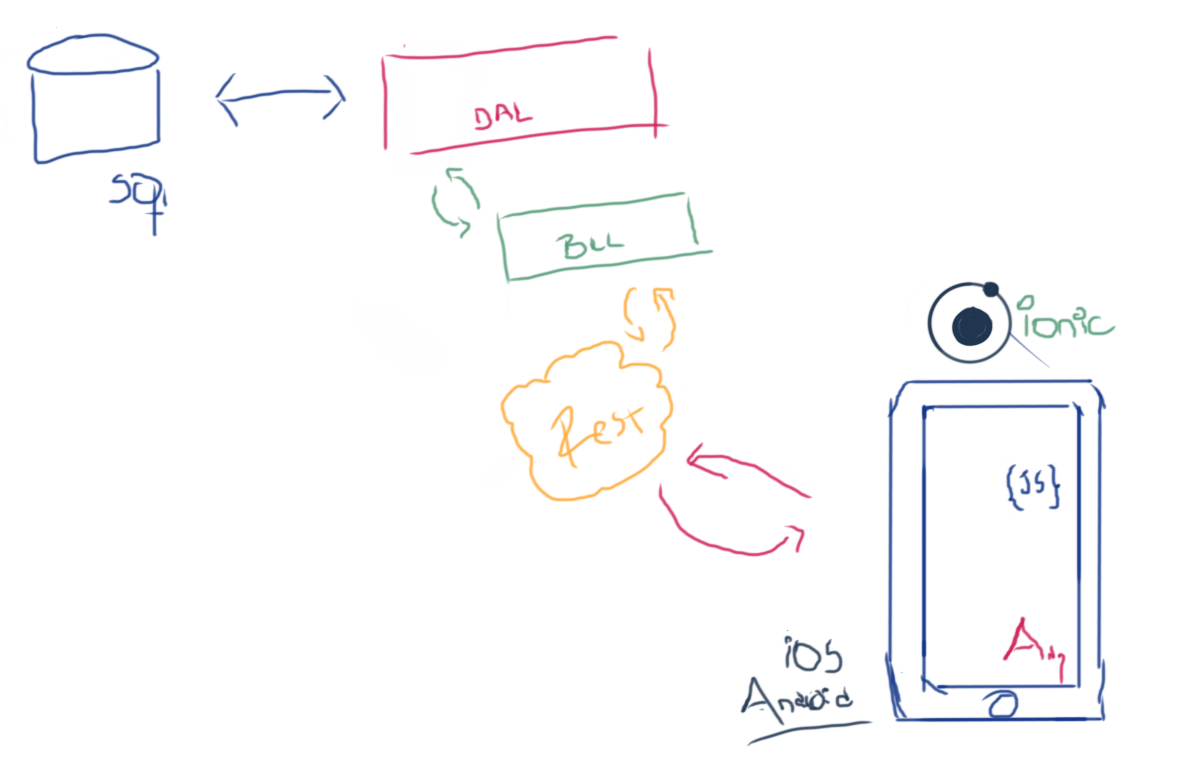 DAL
SQl
BLL
ionic
Rest
{JS}
iOS
Android